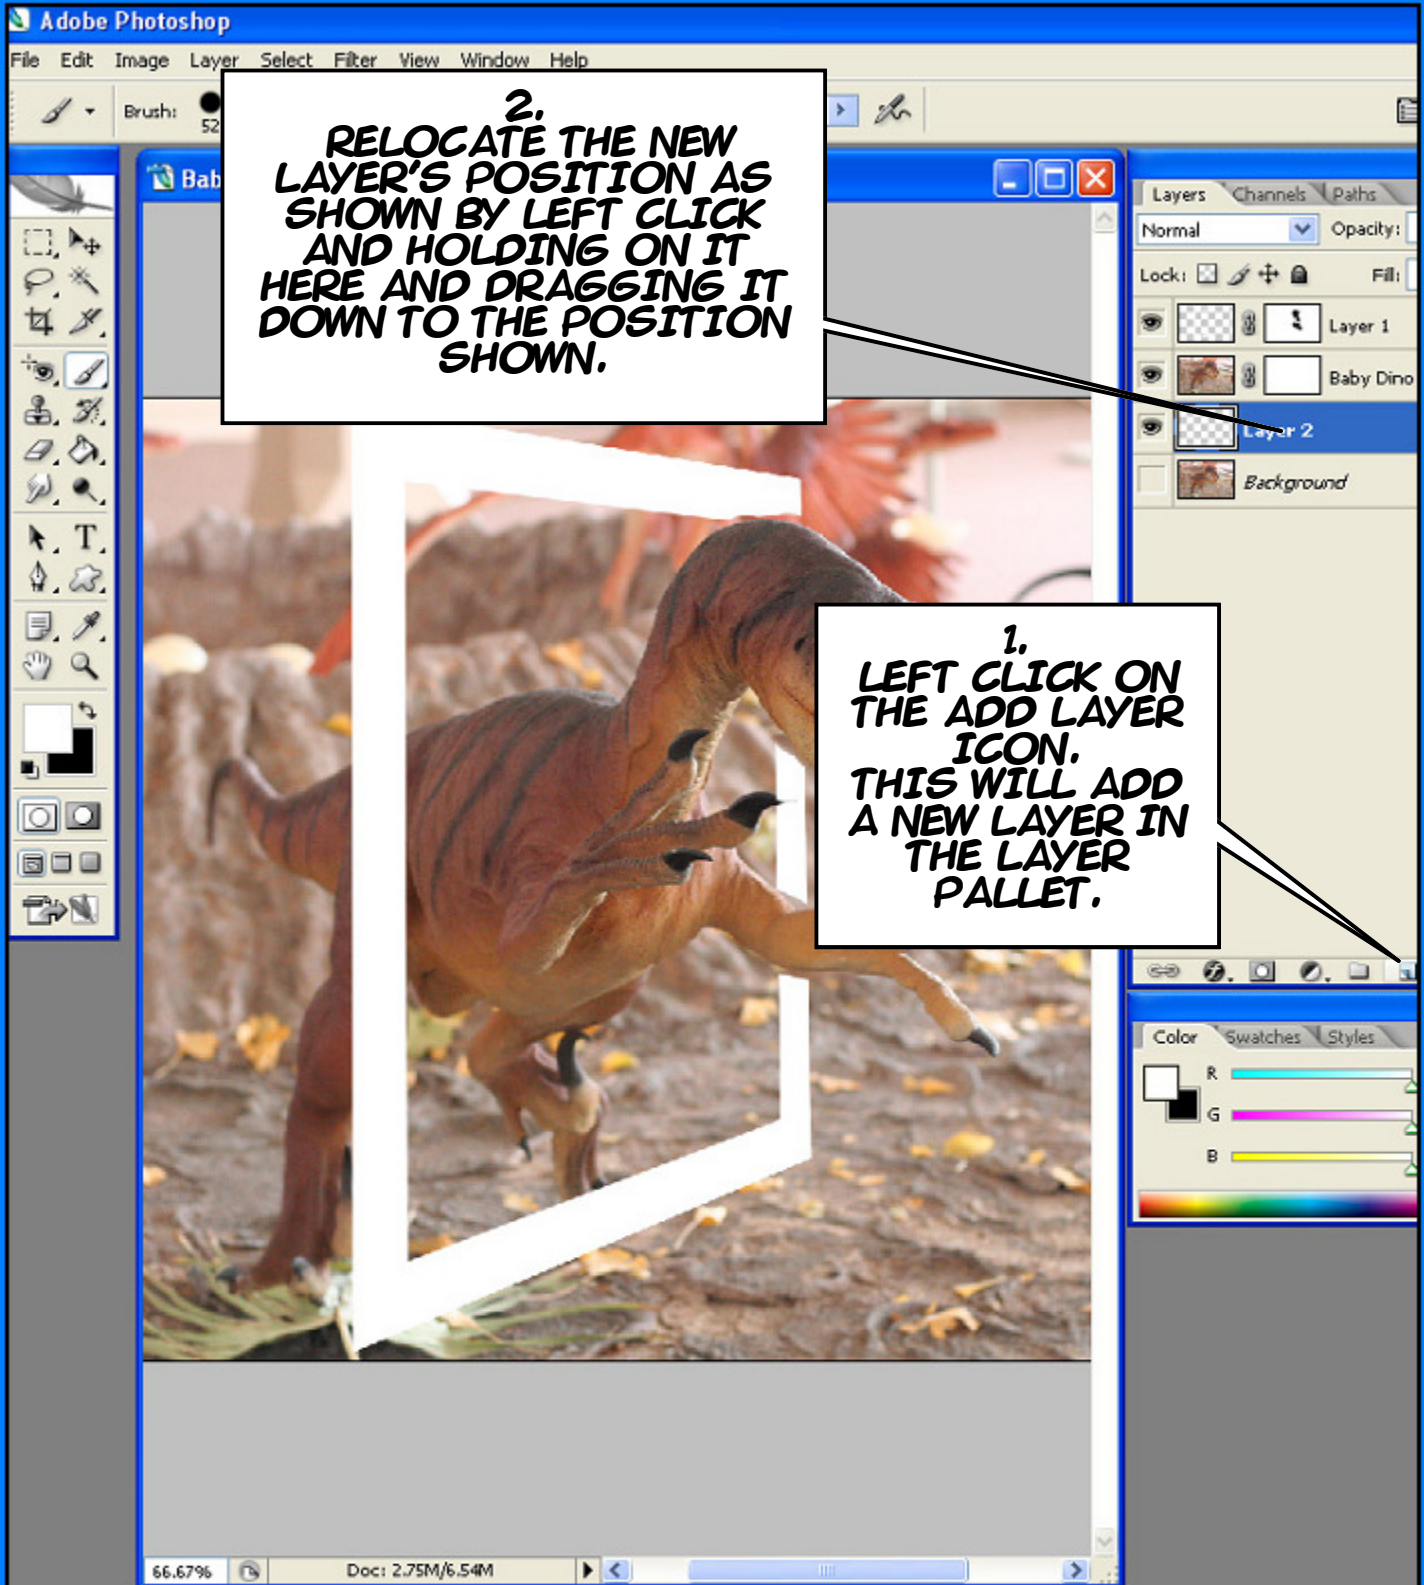 Adobe Photoshop
File Edit Image Layer Select Filter View Window Help
Brush:
52
2.
RELOCATE THE NEW
LAYER'S POSITION AS
SHOWN BY LEFT CLICK
AND HOLDING ON IT
HERE AND DRAGGING IT
DOWN TO THE POSITION
SHOWN.
Bab
Layers Channels Paths
Normal Opacity:
Lock: Fill:
Layer 1
Baby Dino
Layer 2
Background
1.
LEFT CLICK ON
THE ADD LAYER
ICON.
THIS WILL ADD
A NEW LAYER IN
THE LAYER
PALLET.
Color Swatches Styles
R
G
B
66.67% Doc: 2.75M/6.54M